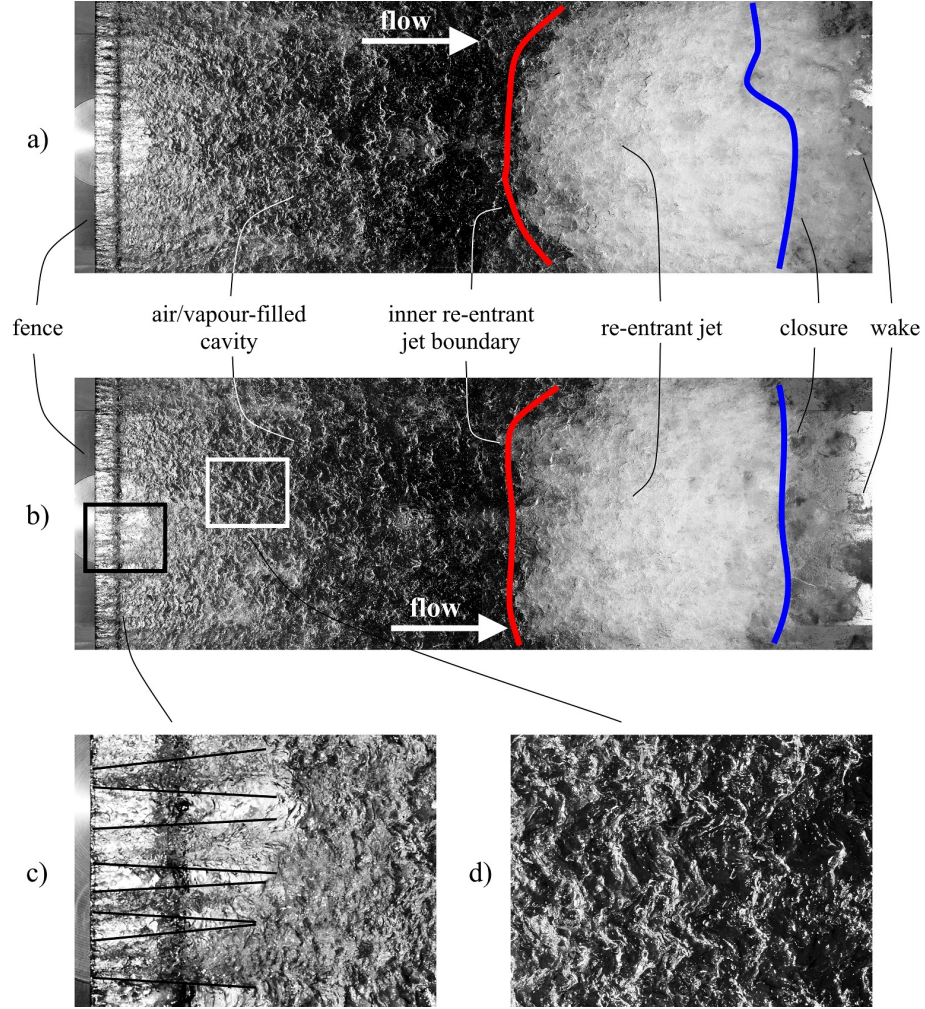 flow
a)
fence
air/vapour-filled
cavity
inner re-entrant
jet boundary
re-entrant jet
closure
wake
b)
flow
c)
d)